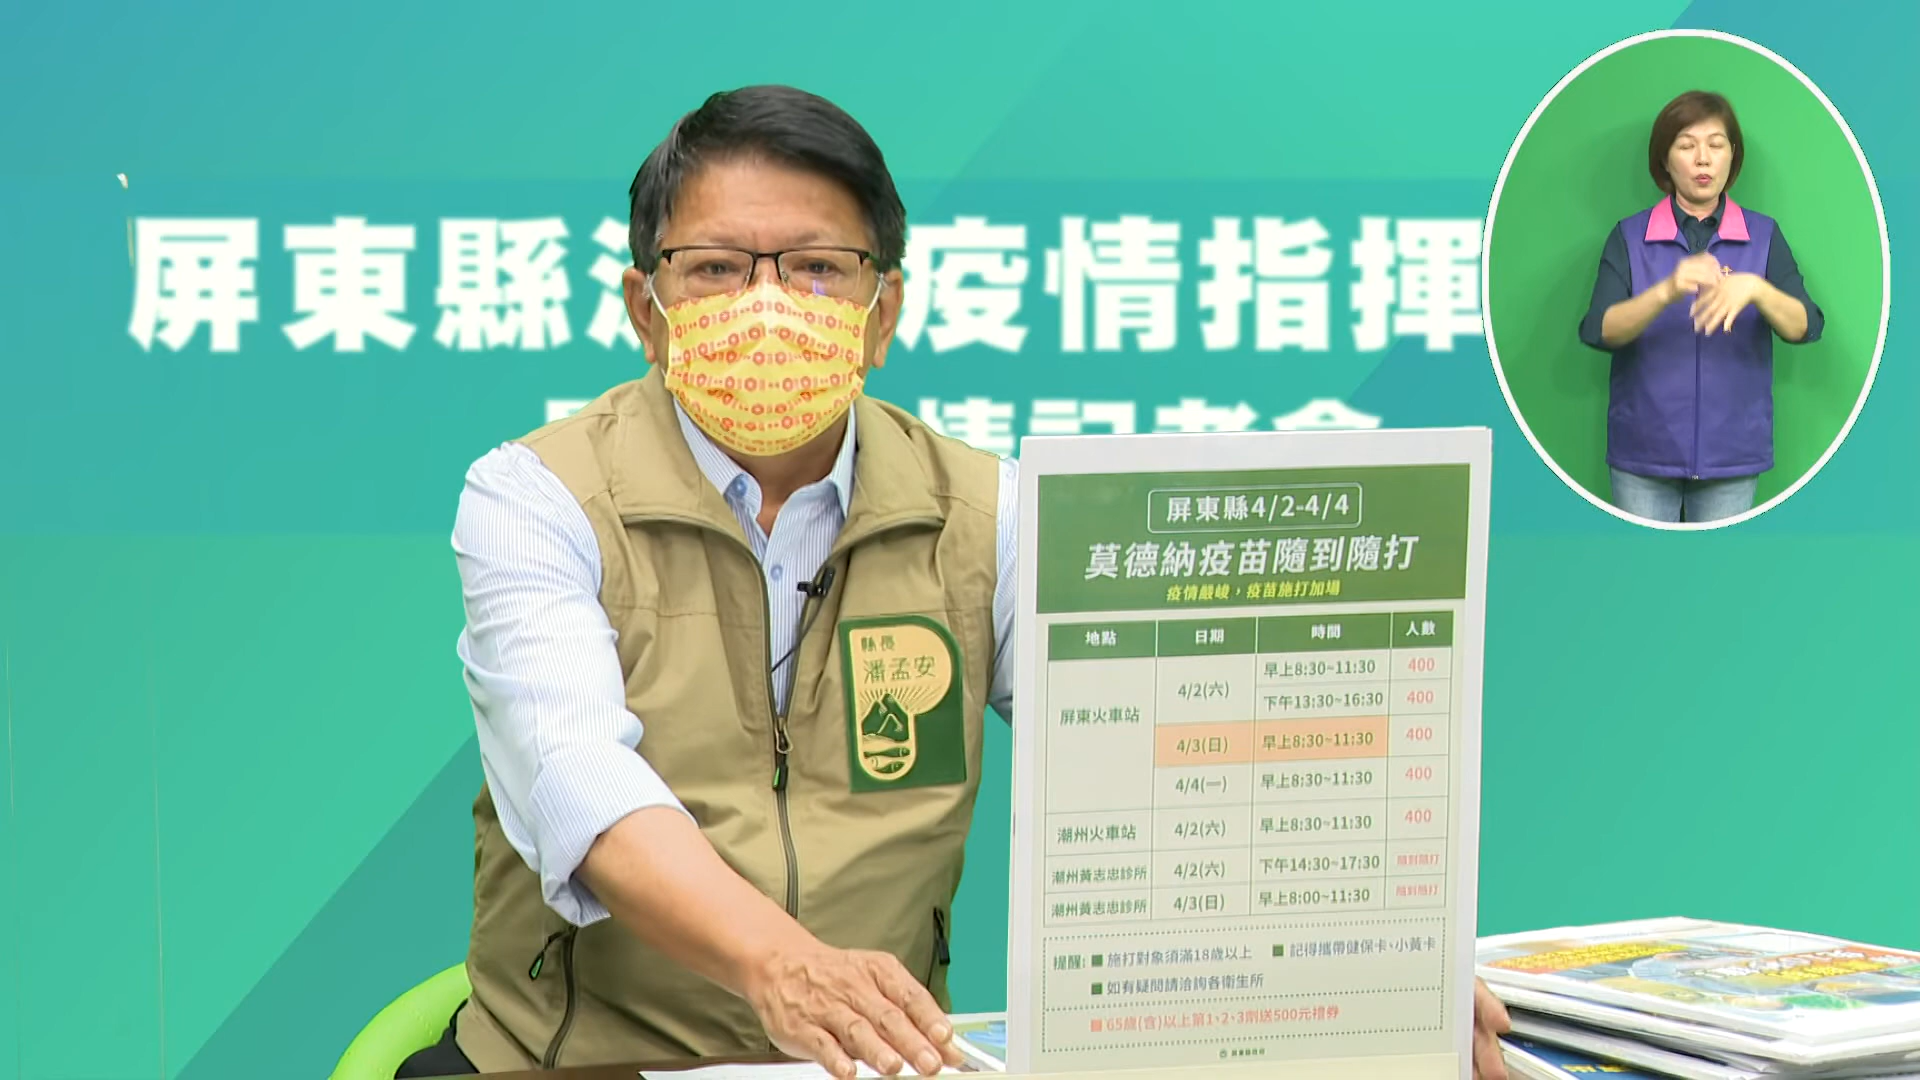 屏東縣 疫情指揮
情記者會
縣長
潘孟安
屏東縣4/2-4/4
莫德納疫苗隨到隨打
疫情嚴峻，疫苗施打加場
地點 日期 時間 人數
屏東火車站 4/2(六) 早上8:30~11:30 400
下午13:30~16:30 400
4/3(日) 早上8:30~11:30 400
4/4(一) 早上8:30~11:30 400
潮州火車站 4/2(六) 早上8:30~11:30 400
潮州黃志忠診所 4/2(六) 下午14:30~17:30 隨到隨打
潮州黃志忠診所 4/3(日) 早上8:00~11:30 隨到隨打
提醒: ■ 施打對象須滿18歲以上 ■ 記得攜帶健保卡、小黃卡
■ 如有疑問請洽詢各衛生所
■ 65歲(含)以上第1、2、3劑送500元禮券
屏東縣政府